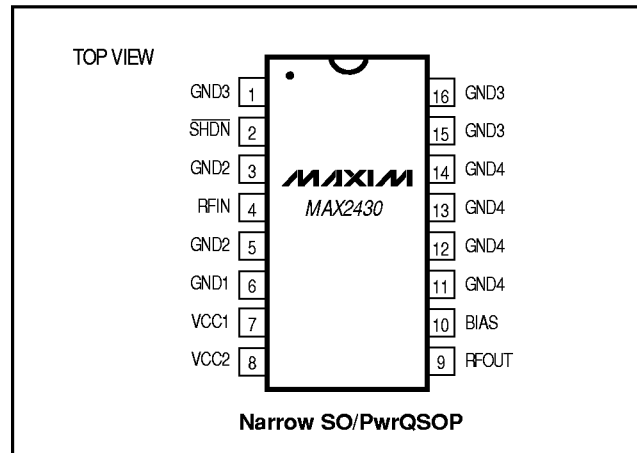 TOP VIEW
GND3 1
SHDN 2
GND2 3
RFIN 4
GND2 5
GND1 6
VCC1 7
VCC2 8
MAXIM
MAX2430
16 GND3
15 GND3
14 GND4
13 GND4
12 GND4
11 GND4
10 BIAS
9 RFOUT
Narrow SO/PwrQSOP